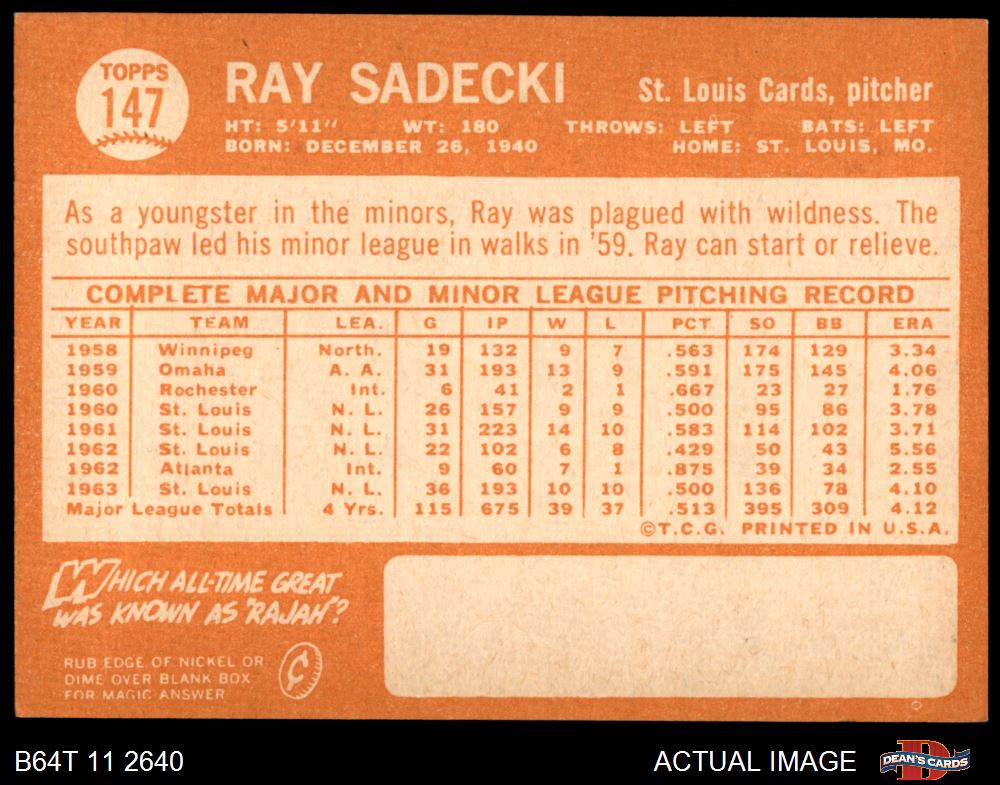 TOPPS
147
RAY SADECKI
St. Louis Cards, pitcher
HT: 5'11" WT: 180 THROWS: LEFT BATS: LEFT
BORN: DECEMBER 26, 1940 HOME: ST. LOUIS, MO.
As a youngster in the minors, Ray was plagued with wildness. The
southpaw led his minor league in walks in '59. Ray can start or relieve.
COMPLETE MAJOR AND MINOR LEAGUE PITCHING RECORD
YEAR TEAM LEA. G IP W L PCT SO BB ERA
1958 Winnipeg North. 19 132 9 7 .563 174 129 3.34
1959 Omaha A. A. 31 193 13 9 .591 175 145 4.06
1960 Rochester Int. 6 41 2 1 .667 23 27 1.76
1960 St. Louis N. L. 26 157 9 9 .500 95 86 3.78
1961 St. Louis N. L. 31 223 14 10 .583 114 102 3.71
1962 St. Louis N. L. 22 102 6 8 .429 50 43 5.56
1962 Atlanta Int. 9 60 7 1 .875 39 34 2.55
1963 St. Louis N. L. 36 193 10 10 .500 136 78 4.10
Major League Totals 4 Yrs. 115 675 39 37 .513 395 309 4.12
©T.C.G. PRINTED IN U.S.A.
WHICH ALL-TIME GREAT
WAS KNOWN AS "RAJAH"?
RUB EDGE OF NICKEL OR
DIME OVER BLANK BOX
FOR MAGIC ANSWER
¢
B64T 11 2640
ACTUAL IMAGE
D
DEAN'S CARDS